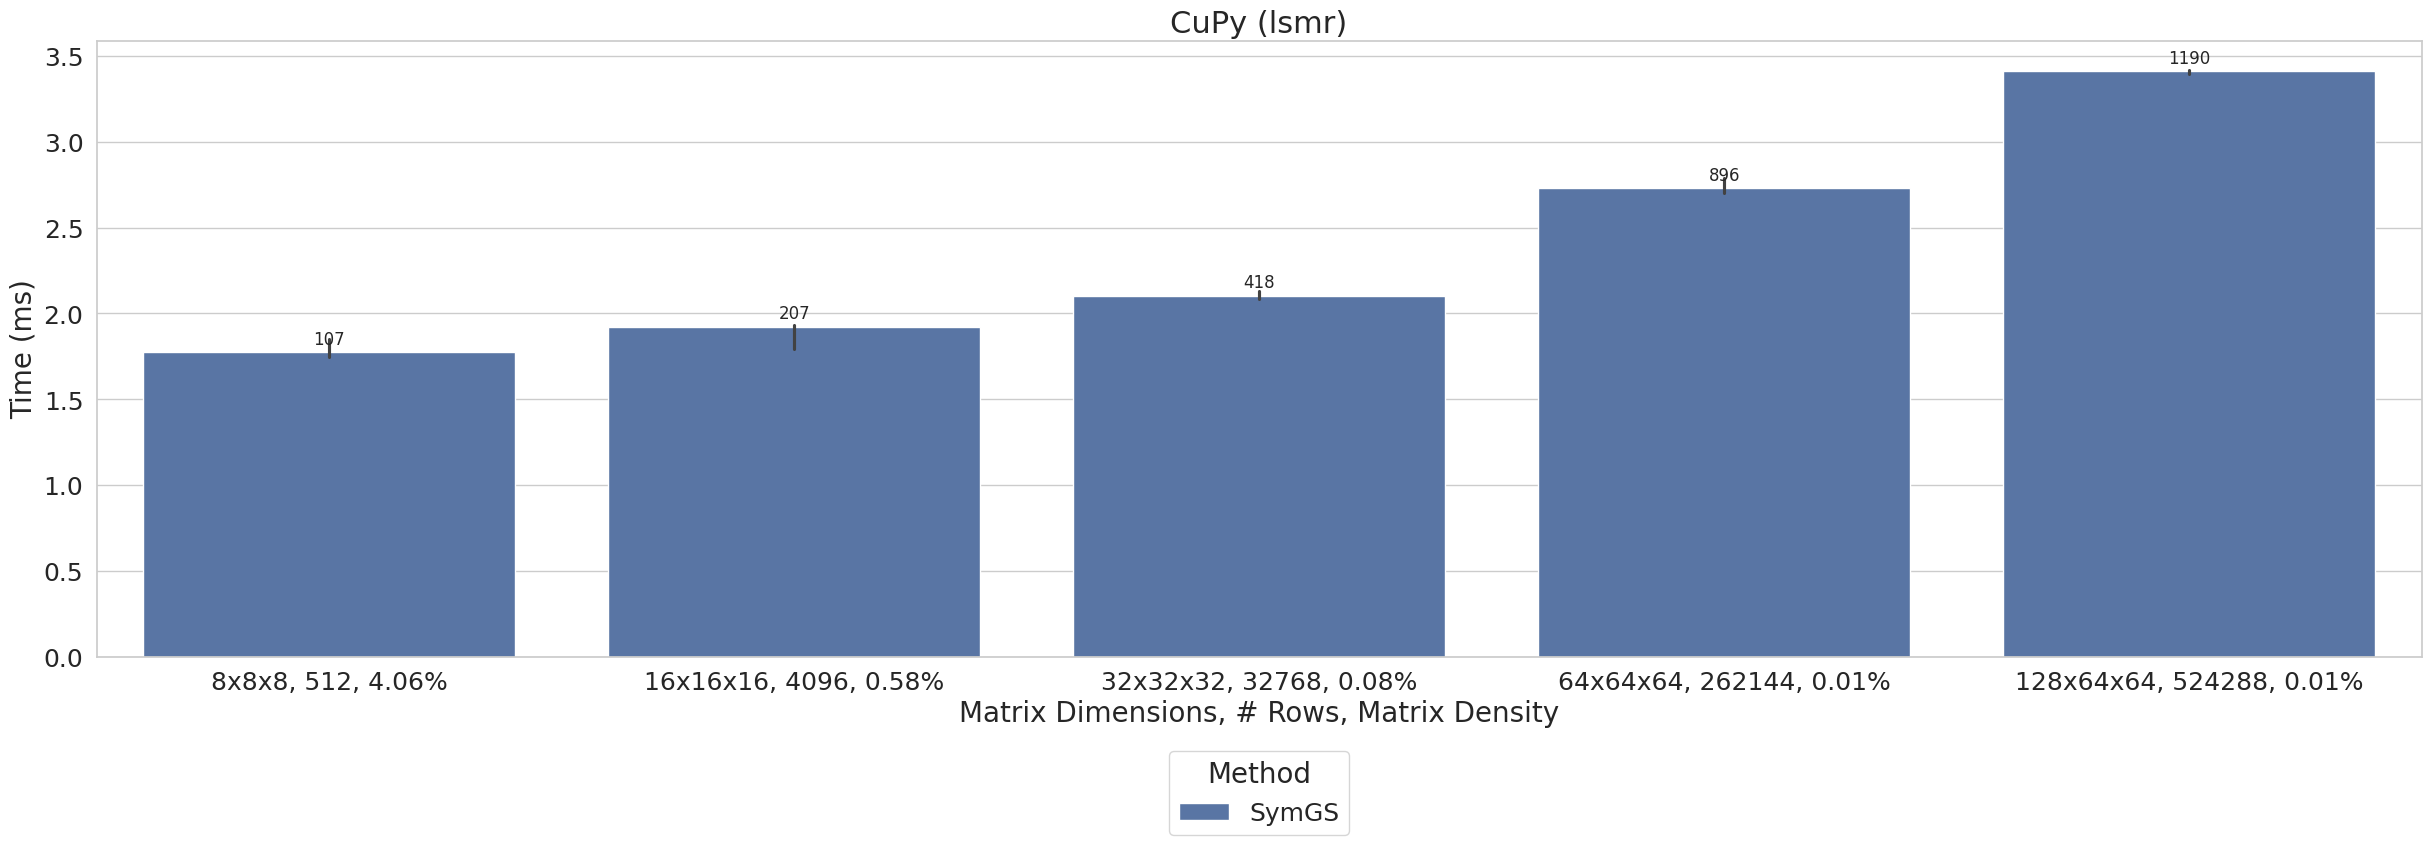 CuPy (lsmr)
3.5
3.0
2.5
2.0
1.5
1.0
0.5
0.0
Time (ms)
107
207
418
896
1190
8x8x8, 512, 4.06%
16x16x16, 4096, 0.58%
32x32x32, 32768, 0.08%
64x64x64, 262144, 0.01%
128x64x64, 524288, 0.01%
Matrix Dimensions, # Rows, Matrix Density
Method
SymGS